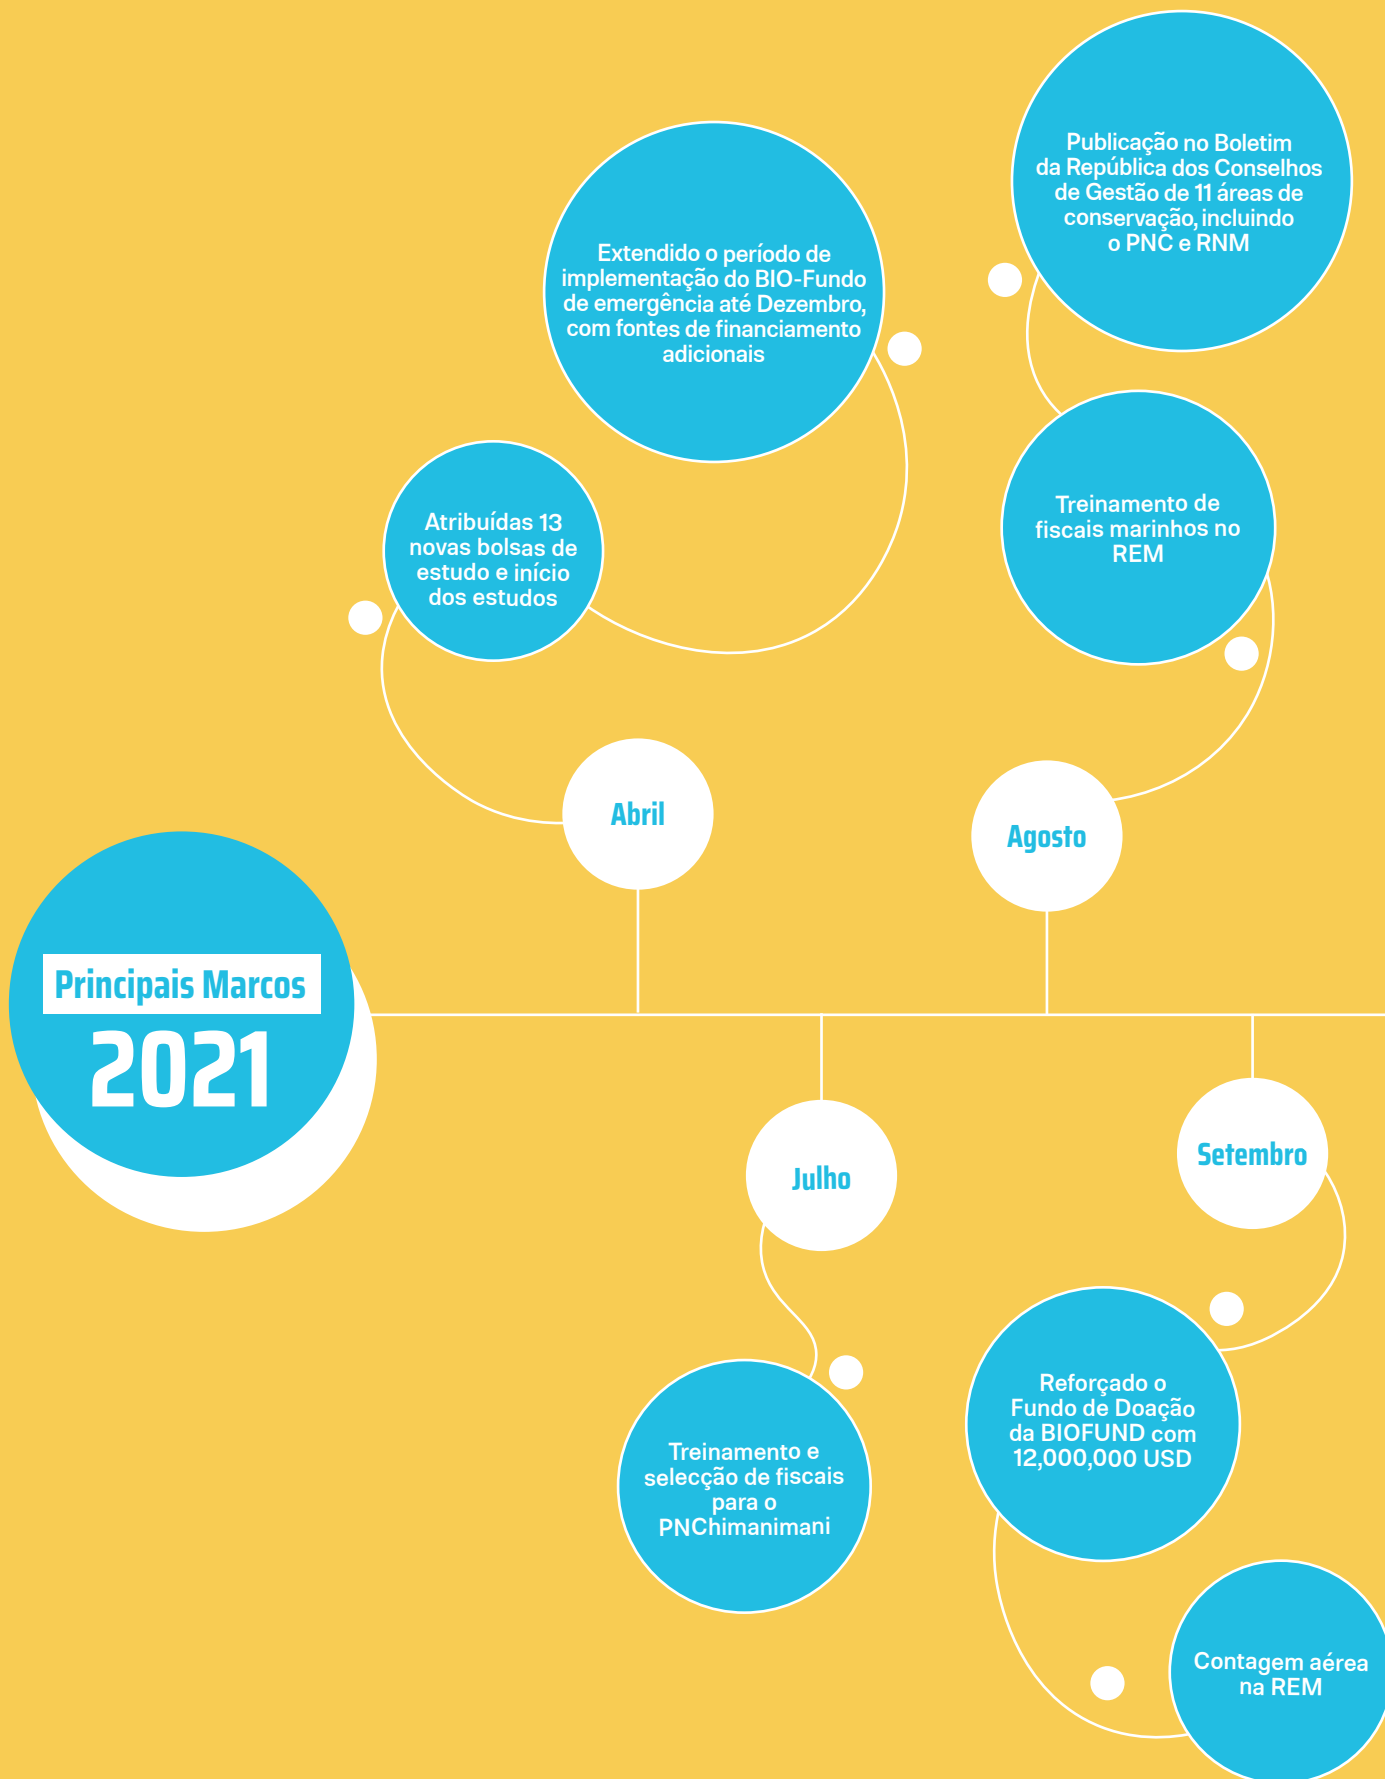 Principais Marcos
2021
Abril
Atribuídas 13
novas bolsas de
estudo e início
dos estudos
Extendido o período de
implementação do BIO-Fundo
de emergência até Dezembro,
com fontes de financiamento
adicionais
Julho
Treinamento e
selecção de fiscais
para o
PNChimanimani
Agosto
Treinamento de
fiscais marinhos no
REM
Publicação no Boletim
da República dos Conselhos
de Gestão de 11 áreas de
conservação, incluindo
o PNC e RNM
Setembro
Reforçado o
Fundo de Doação
da BIOFUND com
12,000,000 USD
Contagem aérea
na REM